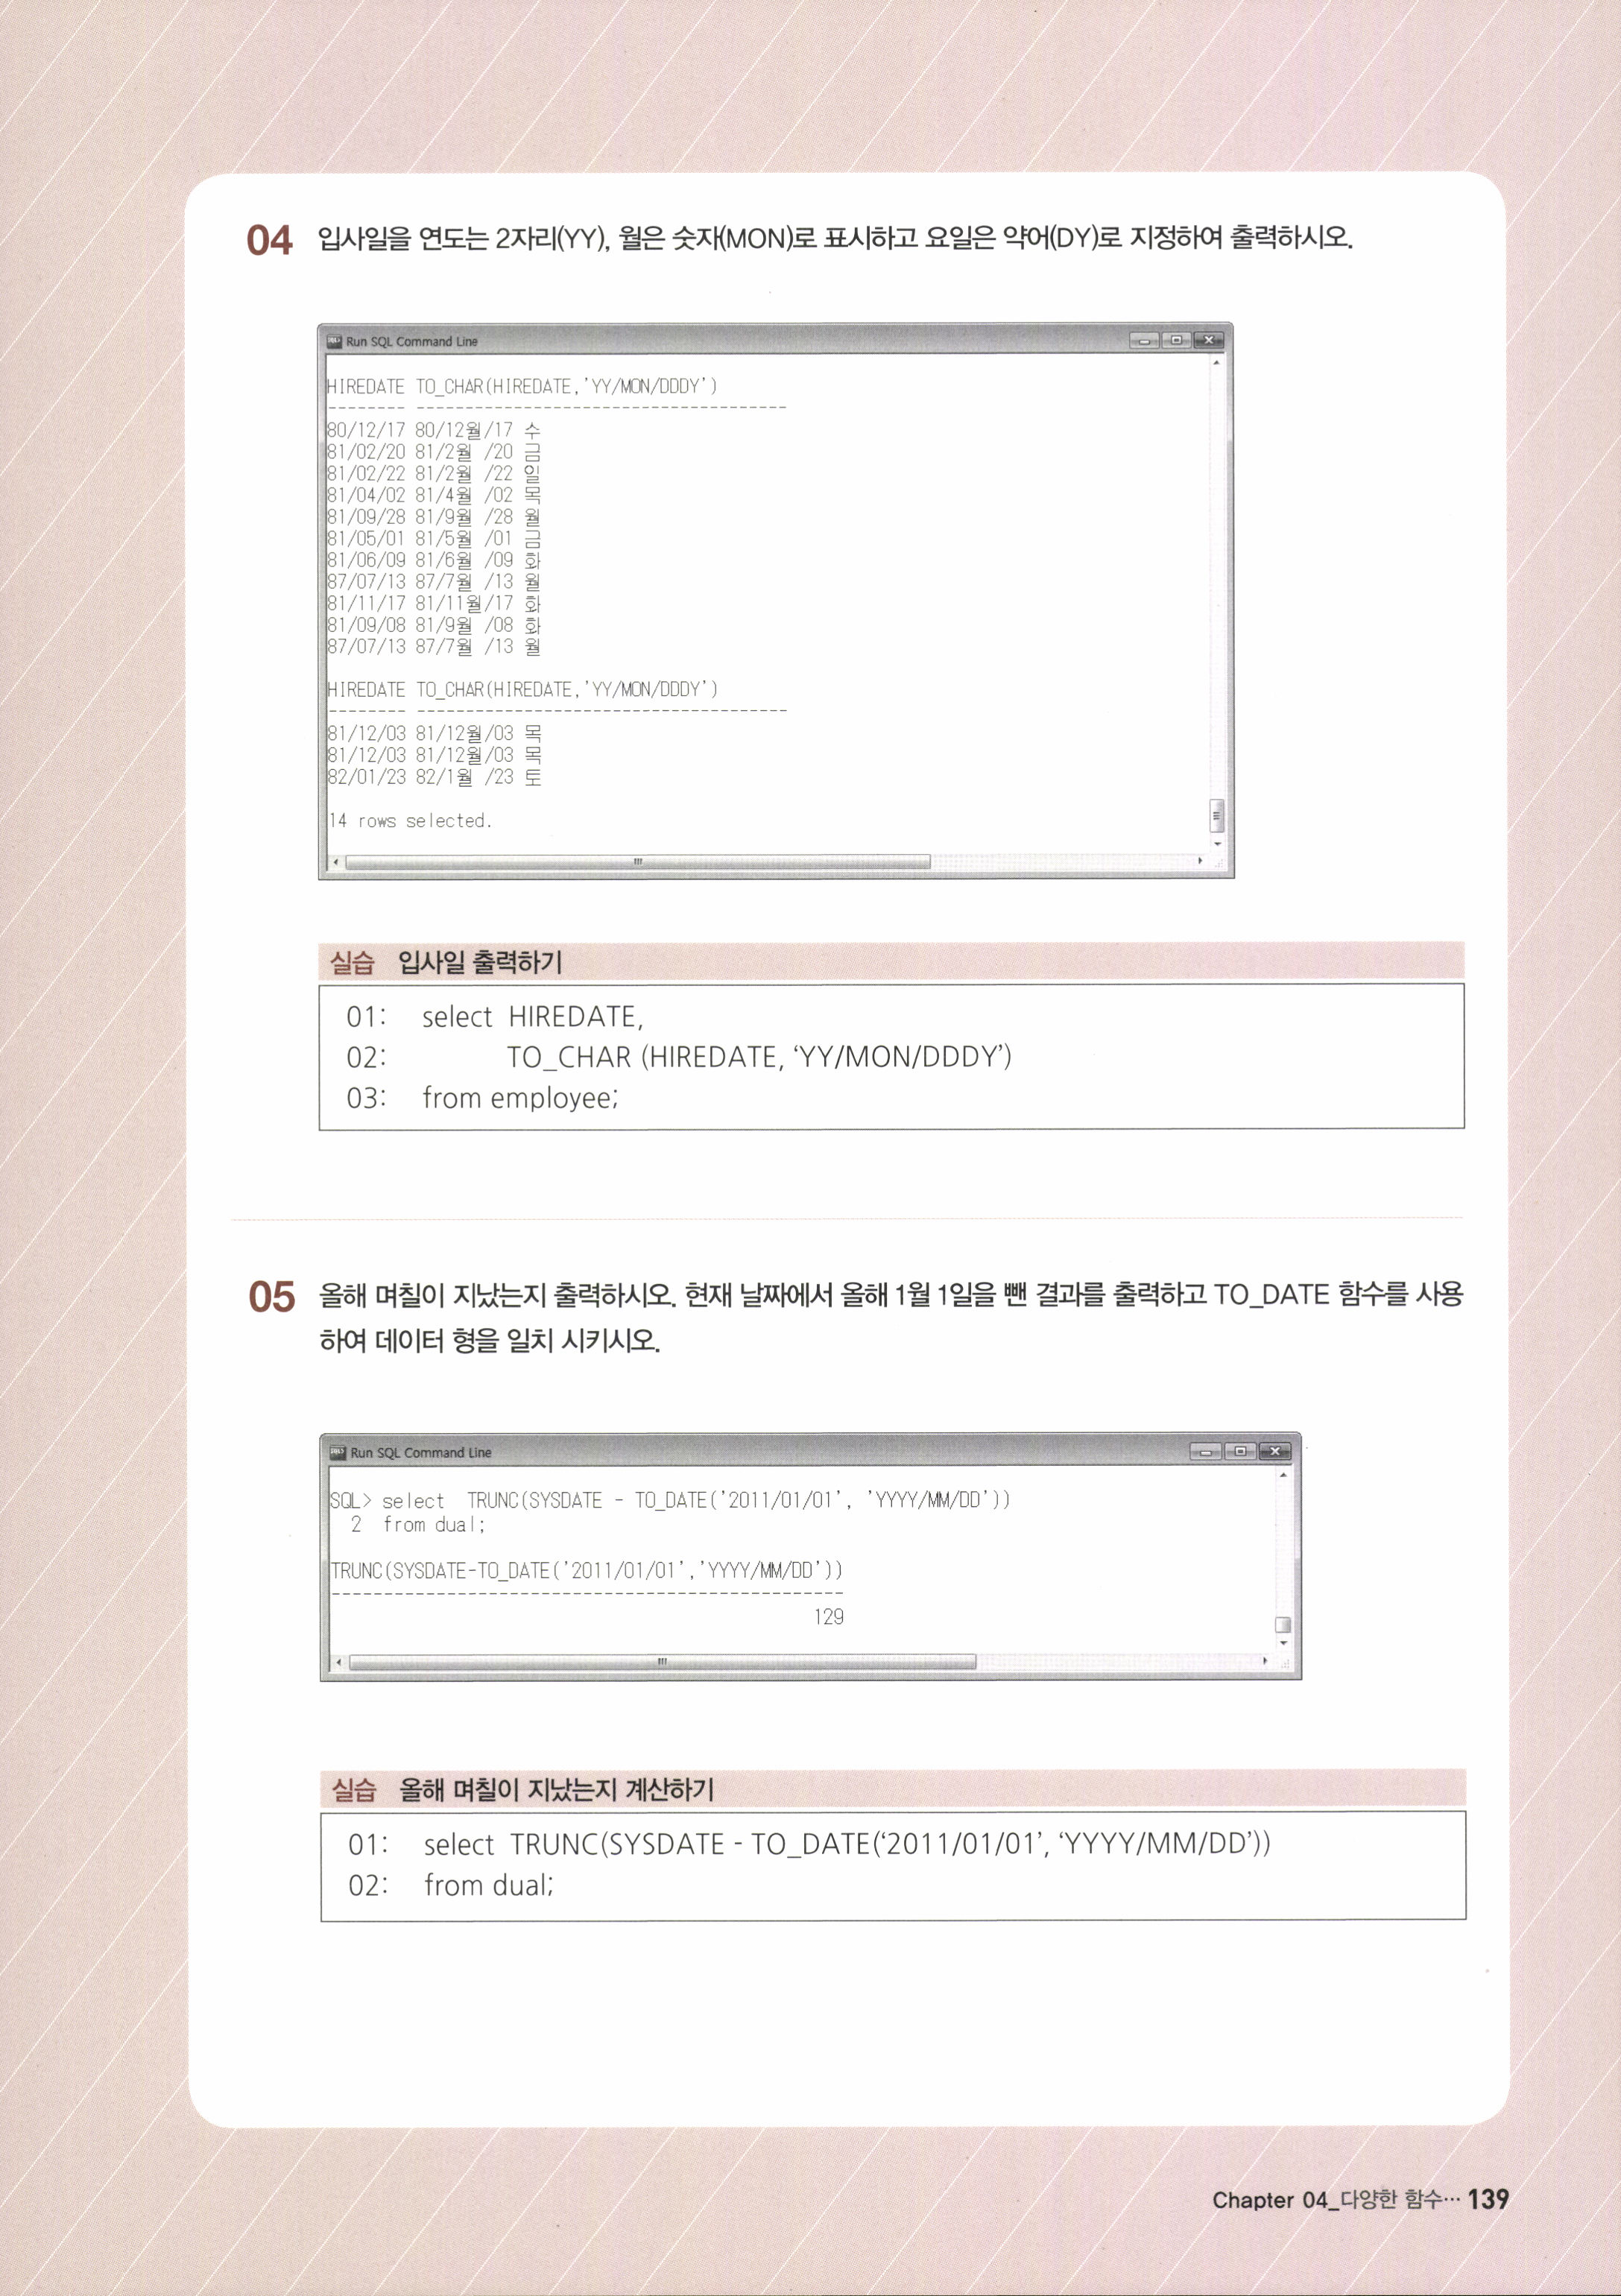 04 입사일을 연도는 2자리(YY), 월은 숫자(MON)로 표시하고 요일은 약어(DY)로 지정하여 출력하시오.
Run SQL Command Line
HIREDATE TO_CHAR(HIREDATE,'YY/MON/DDDY')
-------- --------------------------------------
80/12/17 80/12월/17 수
81/02/20 81/2월 /20 금
81/02/22 81/2월 /22 일
81/04/02 81/4월 /02 목
81/09/28 81/9월 /28 월
81/05/01 81/5월 /01 금
81/06/09 81/6월 /09 화
87/07/13 87/7월 /13 월
81/11/17 81/11월/17 화
81/09/08 81/9월 /08 화
87/07/13 87/7월 /13 월
HIREDATE TO_CHAR(HIREDATE,'YY/MON/DDDY')
-------- --------------------------------------
81/12/03 81/12월/03 목
81/12/03 81/12월/03 목
82/01/23 82/1월 /23 토
14 rows selected.
실습 입사일 출력하기
01: select HIREDATE,
02: TO_CHAR (HIREDATE, ‘YY/MON/DDDY’)
03: from employee;
05 올해 며칠이 지났는지 출력하시오. 현재 날짜에서 올해 1월 1일을 뺀 결과를 출력하고 TO_DATE 함수를 사용
하여 데이터 형을 일치 시키시오.
Run SQL Command Line
SQL> select TRUNC(SYSDATE - TO_DATE('2011/01/01', 'YYYY/MM/DD'))
2 from dual;
TRUNC(SYSDATE-TO_DATE('2011/01/01','YYYY/MM/DD'))
-------------------------------------------------
129
실습 올해 며칠이 지났는지 계산하기
01: select TRUNC(SYSDATE - TO_DATE(‘2011/01/01’, ‘YYYY/MM/DD’))
02: from dual;
Chapter 04_다양한 함수… 139